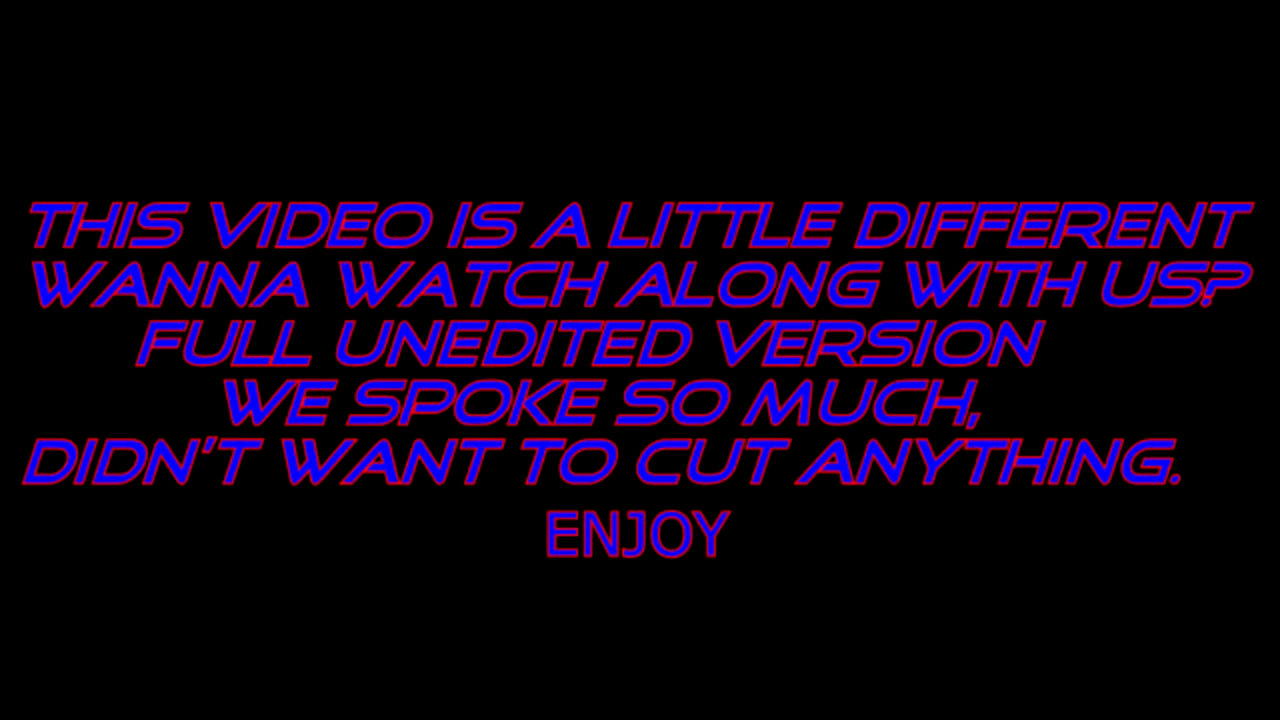 THIS VIDEO IS A LITTLE DIFFERENT
WANNA WATCH ALONG WITH US?
FULL UNEDITED VERSION
WE SPOKE SO MUCH,
DIDN'T WANT TO CUT ANYTHING.
ENJOY